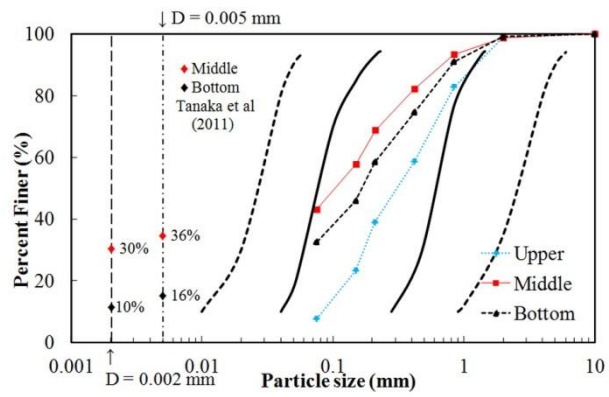 ↓ D = 0.005 mm
100
80
60
40
20
0
Percent Finer (%)
Middle
Bottom
Tanaka et al
(2011)
30%
36%
10%
16%
Upper
Middle
Bottom
0.001
0.01
0.1
1
10
↑
D = 0.002 mm
Particle size (mm)